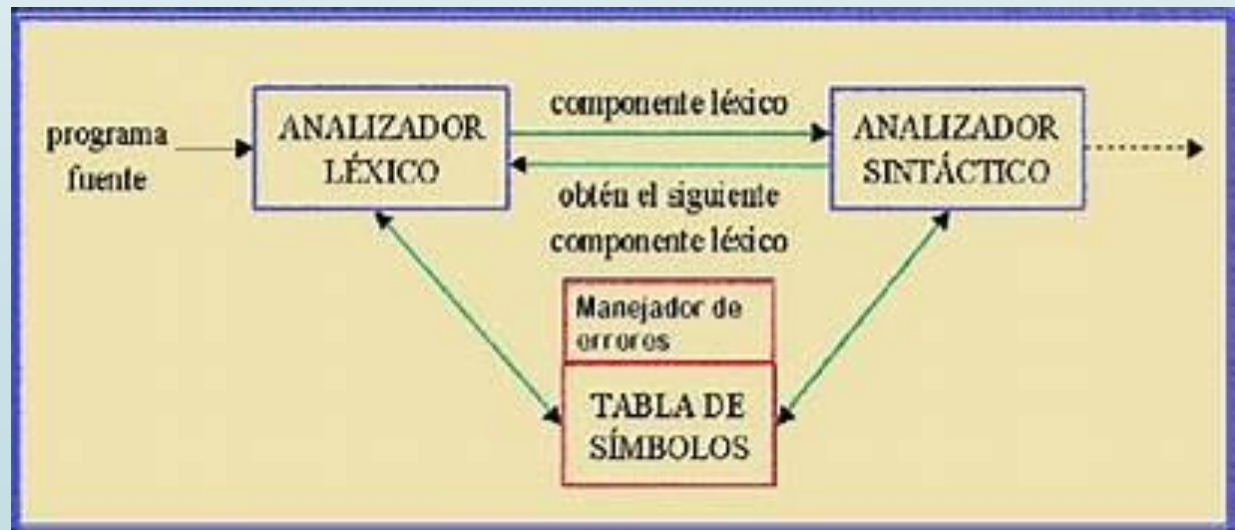 programa
fuente
ANALIZADOR
LÉXICO
componente léxico
obtén el siguiente
componente léxico
ANALIZADOR
SINTÁCTICO
Manejador de
errores
TABLA DE
SÍMBOLOS